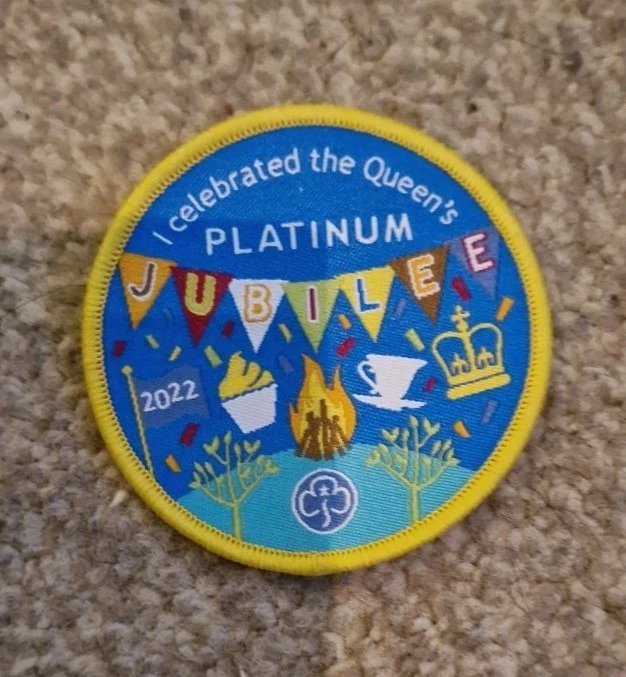 I celebrated the Queen's
PLATINUM
JUBILEE
2022